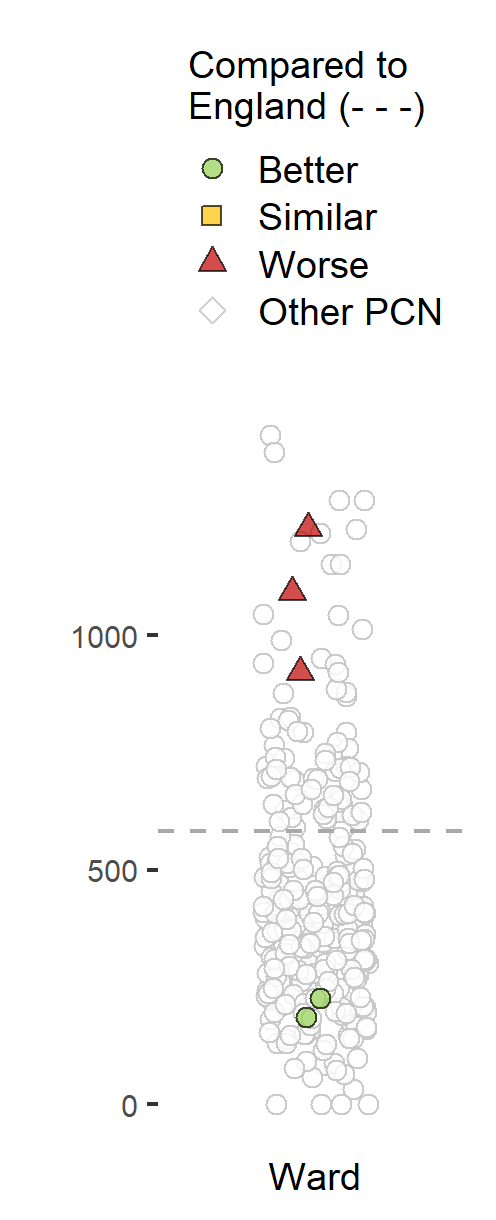 Compared to
England (- - -)
Better
Similar
Worse
Other PCN
1000
500
0
Ward